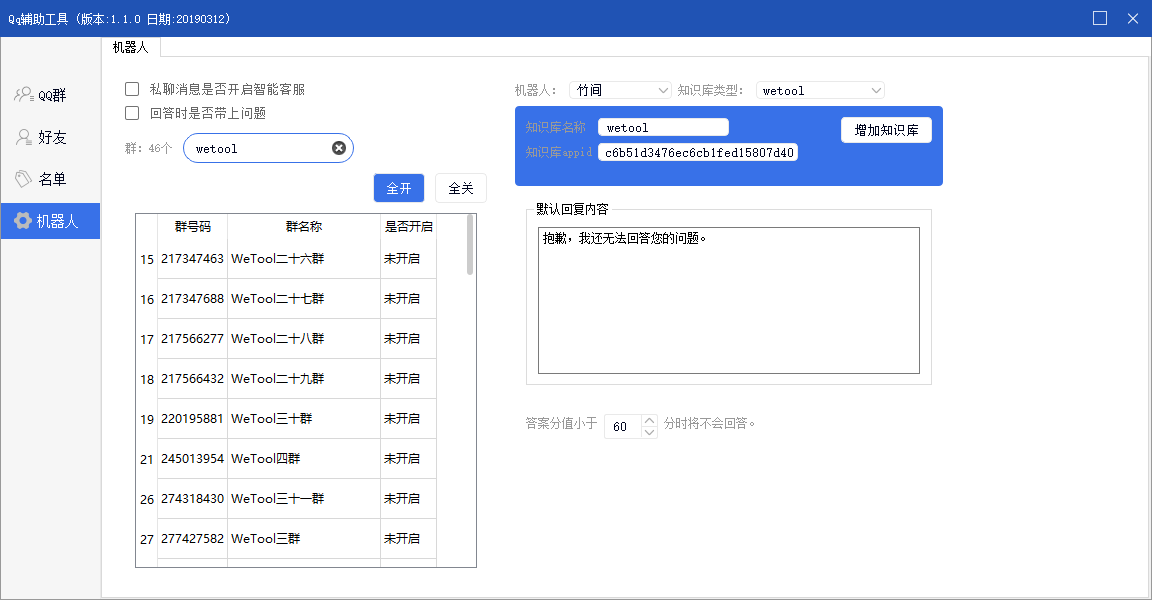 Qq辅助工具 (版本:1.1.0 日期:20190312)
QQ群
好友
名单
机器人
机器人
私聊消息是否开启智能客服
回答时是否带上问题
群: 46个
wetool
全开
全关
群号码 群名称 是否开启
15 217347463 WeTool二十六群 未开启
16 217347688 WeTool二十七群 未开启
17 217566277 WeTool二十八群 未开启
18 217566432 WeTool二十九群 未开启
19 220195881 WeTool三十群 未开启
21 245013954 WeTool四群 未开启
26 274318430 WeTool三十一群 未开启
27 277427582 WeTool三群 未开启
机器人: 竹间 知识库类型: wetool
知识库名称 wetool
增加知识库
知识库appid c6b51d3476ec6cb1fed15807d40
默认回复内容
抱歉，我还无法回答您的问题。
答案分值小于 60 分时将不会回答。